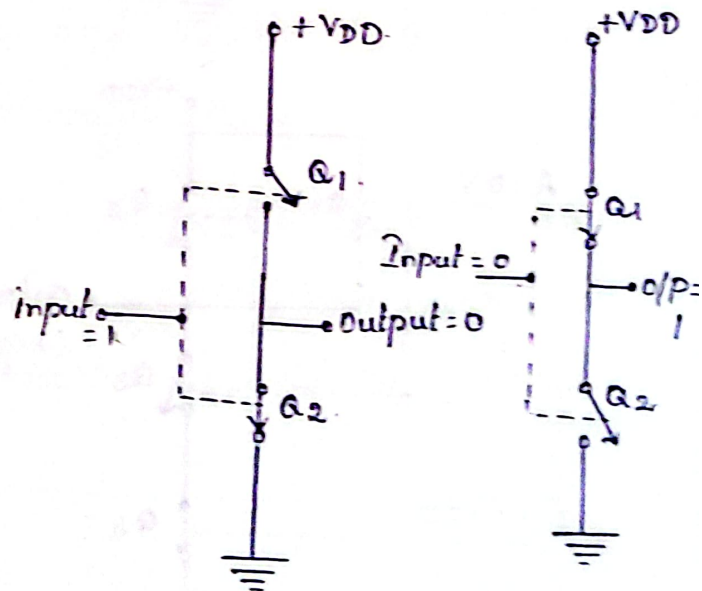 +VDD
Q1
input
= 1
Output=0
Q2
+VDD
Q1
Input=0
O/P=
1
Q2